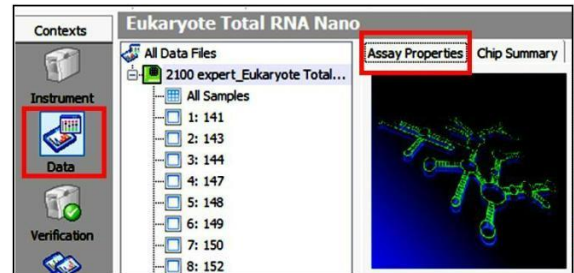 Contexts
Eukaryote Total RNA Nano
Instrument
Data
Verification
All Data Files
2100 expert_Eukaryote Total...
All Samples
1: 141
2: 143
3: 144
4: 147
5: 148
6: 149
7: 150
8: 152
Assay Properties
Chip Summary